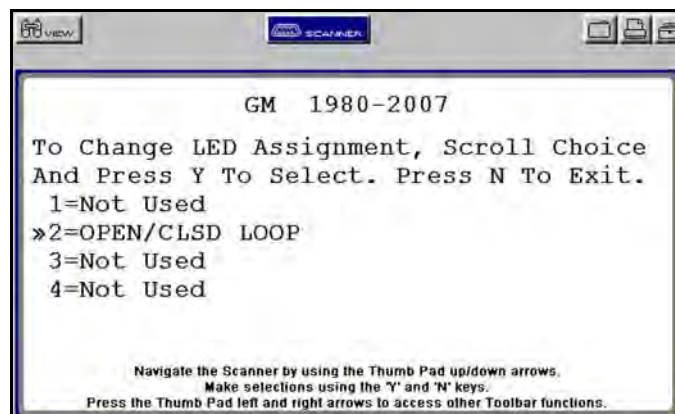 VIEW SCANNER
GM 1980-2007
To Change LED Assignment, Scroll Choice
And Press Y To Select. Press N To Exit.
1=Not Used
»2=OPEN/CLSD LOOP
3=Not Used
4=Not Used
Navigate the Scanner by using the Thumb Pad up/down arrows.
Make selections using the 'Y' and 'N' keys.
Press the Thumb Pad left and right arrows to access other Toolbar functions.